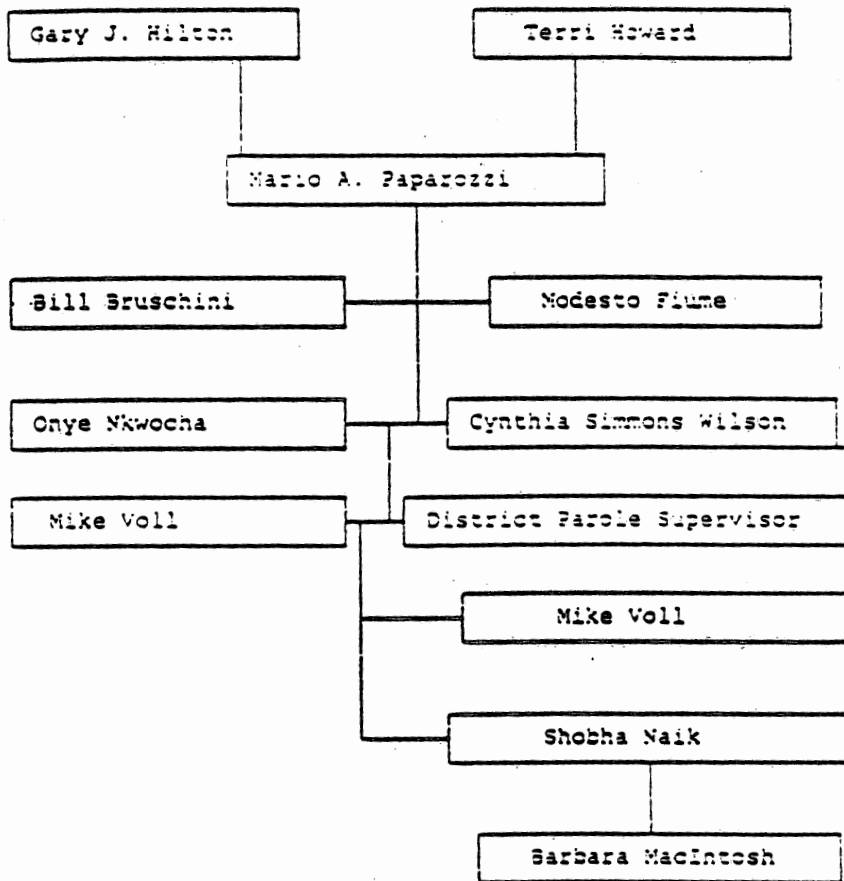 Gary J. Hilton
Terri Howard
Mario A. Paparozzi
Bill Bruschini
Modesto Fiume
Onye Nkwocha
Cynthia Simmons Wilson
Mike Voll
District Parole Supervisor
Mike Voll
Shobha Naik
Barbara MacIntosh